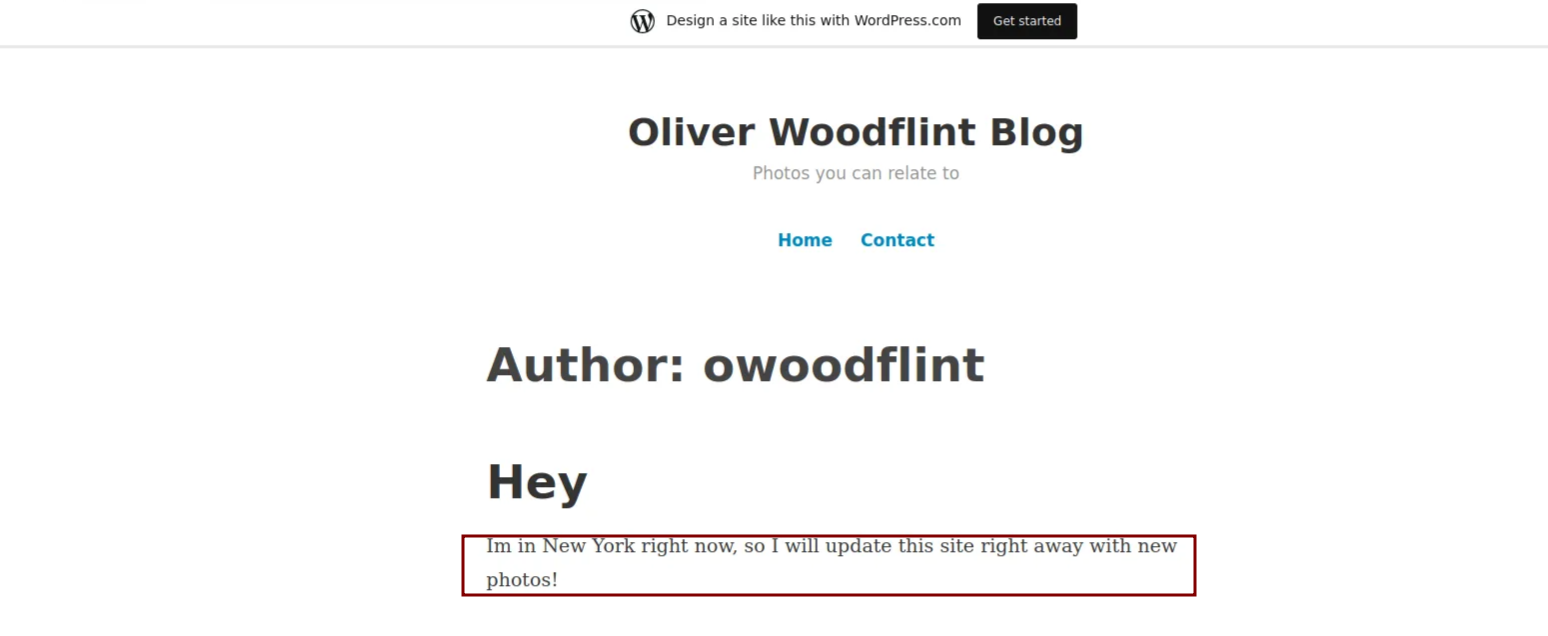 Design a site like this with WordPress.com Get started
Oliver Woodflint Blog
Photos you can relate to
Home Contact
Author: owoodflint
Hey
Im in New York right now, so I will update this site right away with new
photos!